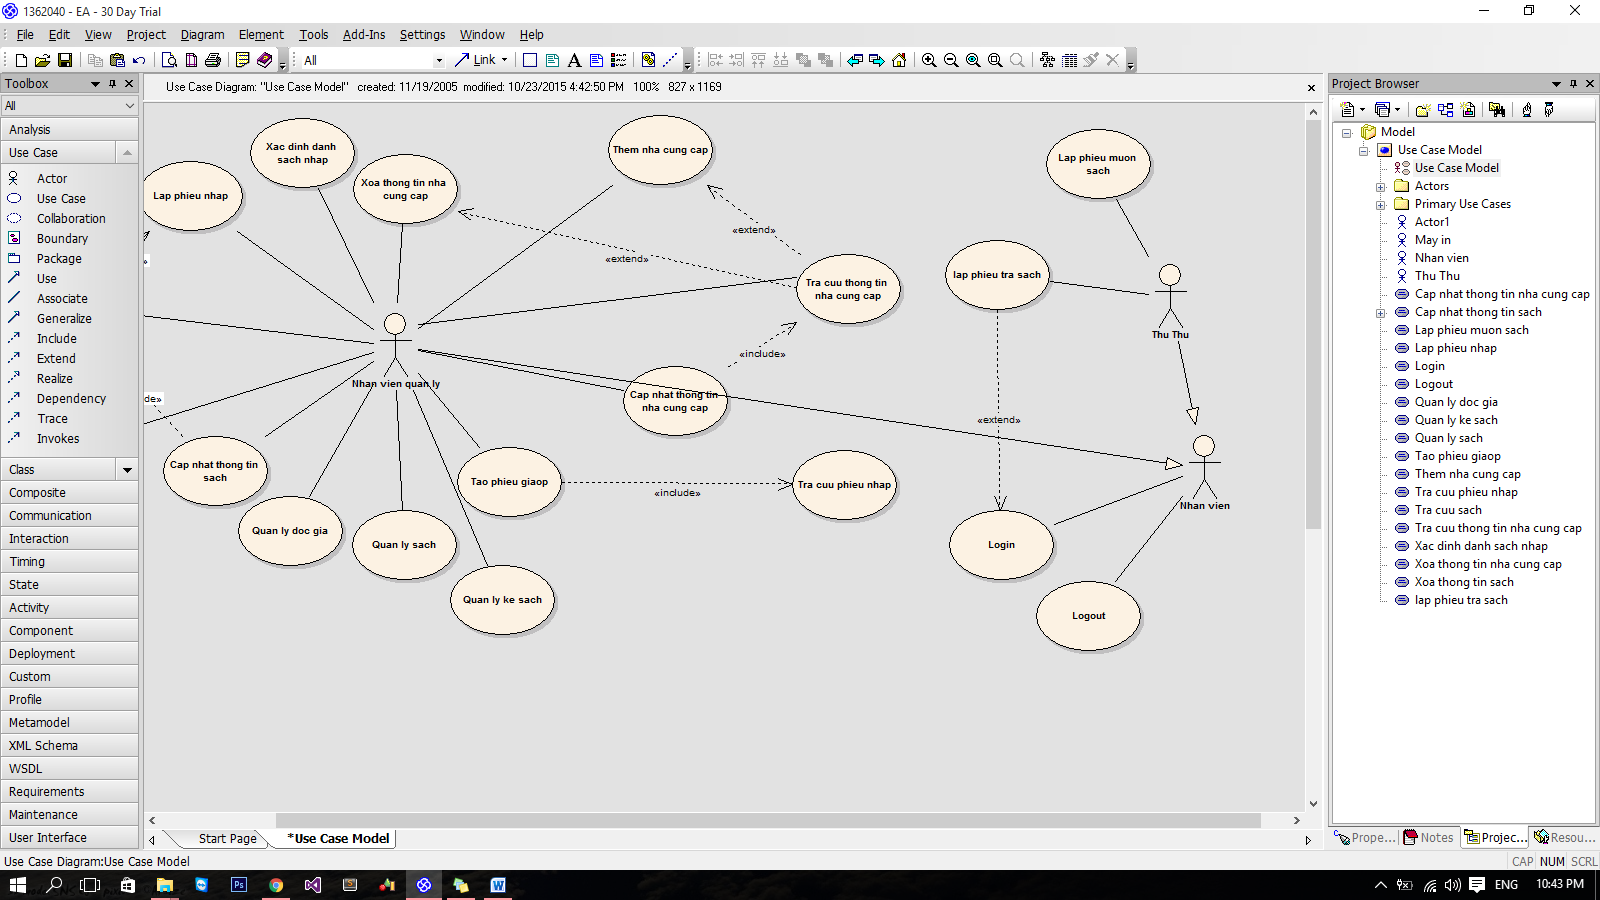 1362040 - EA - 30 Day Trial
File Edit View Project Diagram Element Tools Add-Ins Settings Window Help
All Link
Toolbox
All
Analysis
Use Case
Actor
Use Case
Collaboration
Boundary
Package
Use
Associate
Generalize
Include
Extend
Realize
Dependency
Trace
Invokes
Class
Composite
Communication
Interaction
Timing
State
Activity
Component
Deployment
Custom
Profile
Metamodel
XML Schema
WSDL
Requirements
Maintenance
User Interface
Use Case Diagram: "Use Case Model" created: 11/19/2005 modified: 10/23/2015 4:42:50 PM 100% 827 x 1169
Xac dinh danh
sach nhap
Lap phieu nhap
Xoa thong tin nha
cung cap
Them nha cung cap
Lap phieu muon
sach
«extend»
«extend»
»
Tra cuu thong tin
nha cung cap
lap phieu tra sach
Thu Thu
«include»
Nhan vien quan ly
Cap nhat thong tin
nha cung cap
de»
«extend»
Cap nhat thong tin
sach
Tao phieu giaop
«include»
Tra cuu phieu nhap
Nhan vien
Quan ly doc gia
Quan ly sach
Login
Quan ly ke sach
Logout
Start Page
*Use Case Model
Project Browser
Model
Use Case Model
Use Case Model
Actors
Primary Use Cases
Actor1
May in
Nhan vien
Thu Thu
Cap nhat thong tin nha cung cap
Cap nhat thong tin sach
Lap phieu muon sach
Lap phieu nhap
Login
Logout
Quan ly doc gia
Quan ly ke sach
Quan ly sach
Tao phieu giaop
Them nha cung cap
Tra cuu phieu nhap
Tra cuu sach
Tra cuu thong tin nha cung cap
Xac dinh danh sach nhap
Xoa thong tin nha cung cap
Xoa thong tin sach
lap phieu tra sach
Prope... Notes Projec... Resou...
Use Case Diagram:Use Case Model
CAP NUM SCRL
Ps
W
ENG
10:43 PM